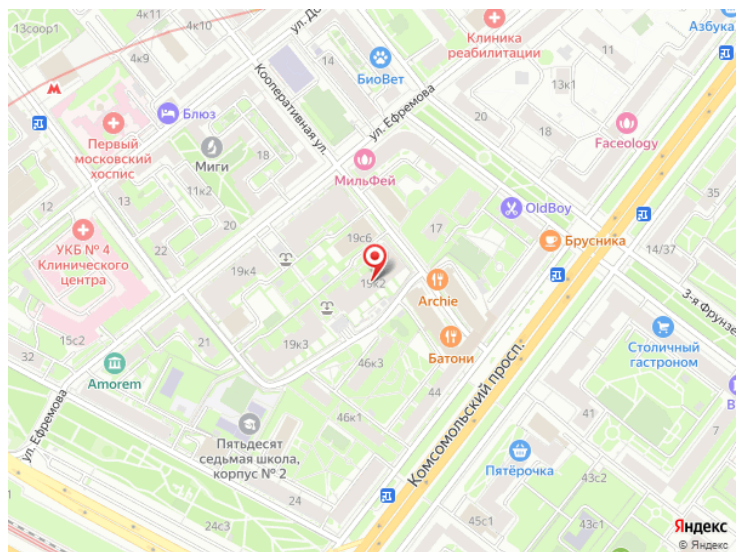 13соор1
4к11
ул. До
Клиника
реабилитации
Азбука
4к10
4к9
14
БиоВет
11
13к1
Кооперативная ул.
ул. Ефремова
20
18
Блюз
Первый
московский
хоспис
Миги
18
МильФей
Faceology
13
11к2
20
22
OldBoy
35
УКБ № 4
Клинического
центра
19с6
17
Брусника
14/37
19к4
19к2
Archie
3-я Фрунзе
15с2
32
21
19к3
Батони
Столичный
гастроном
Amorem
46к3
Комсомольский просп.
44
ул. Ефремова
46к1
41
В
7
Пятьдесят
седьмая школа,
корпус № 2
Пятёрочка
26
43с2
24
24с3
45с1
43с1
Яндекс
© Яндекс